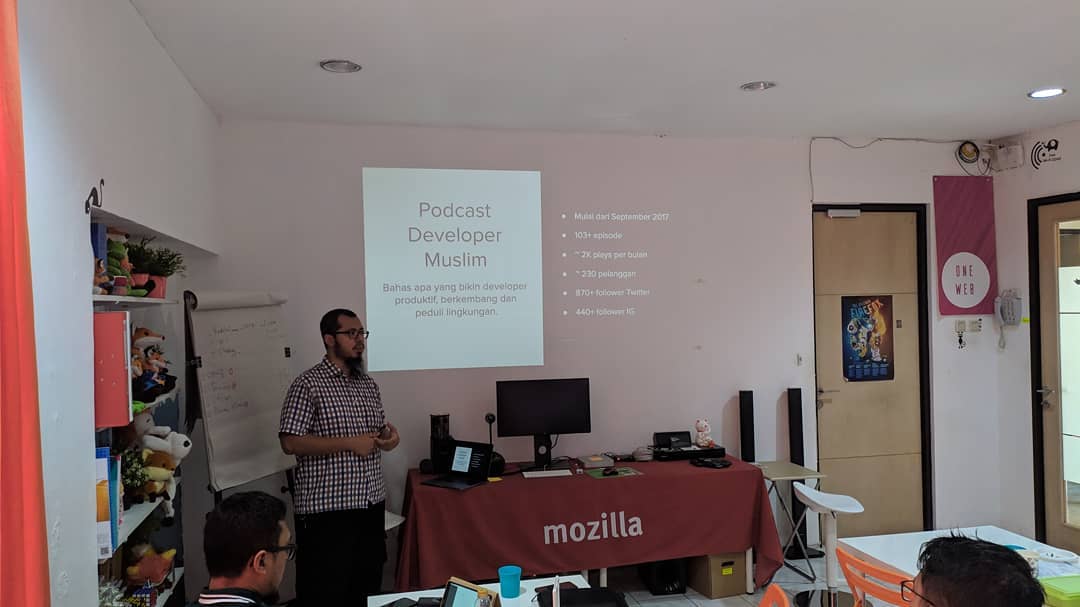 Podcast
Developer
Muslim
Bahas apa yang bikin developer
produktif, berkembang dan
peduli lingkungan.
● Mulai dari September 2017
● 103+ episode
● ~ 2K plays per bulan
● ~ 230 pelanggan
● 870+ follower Twitter
● 440+ follower IG
ONE
WEB
FIREFOX
mozilla